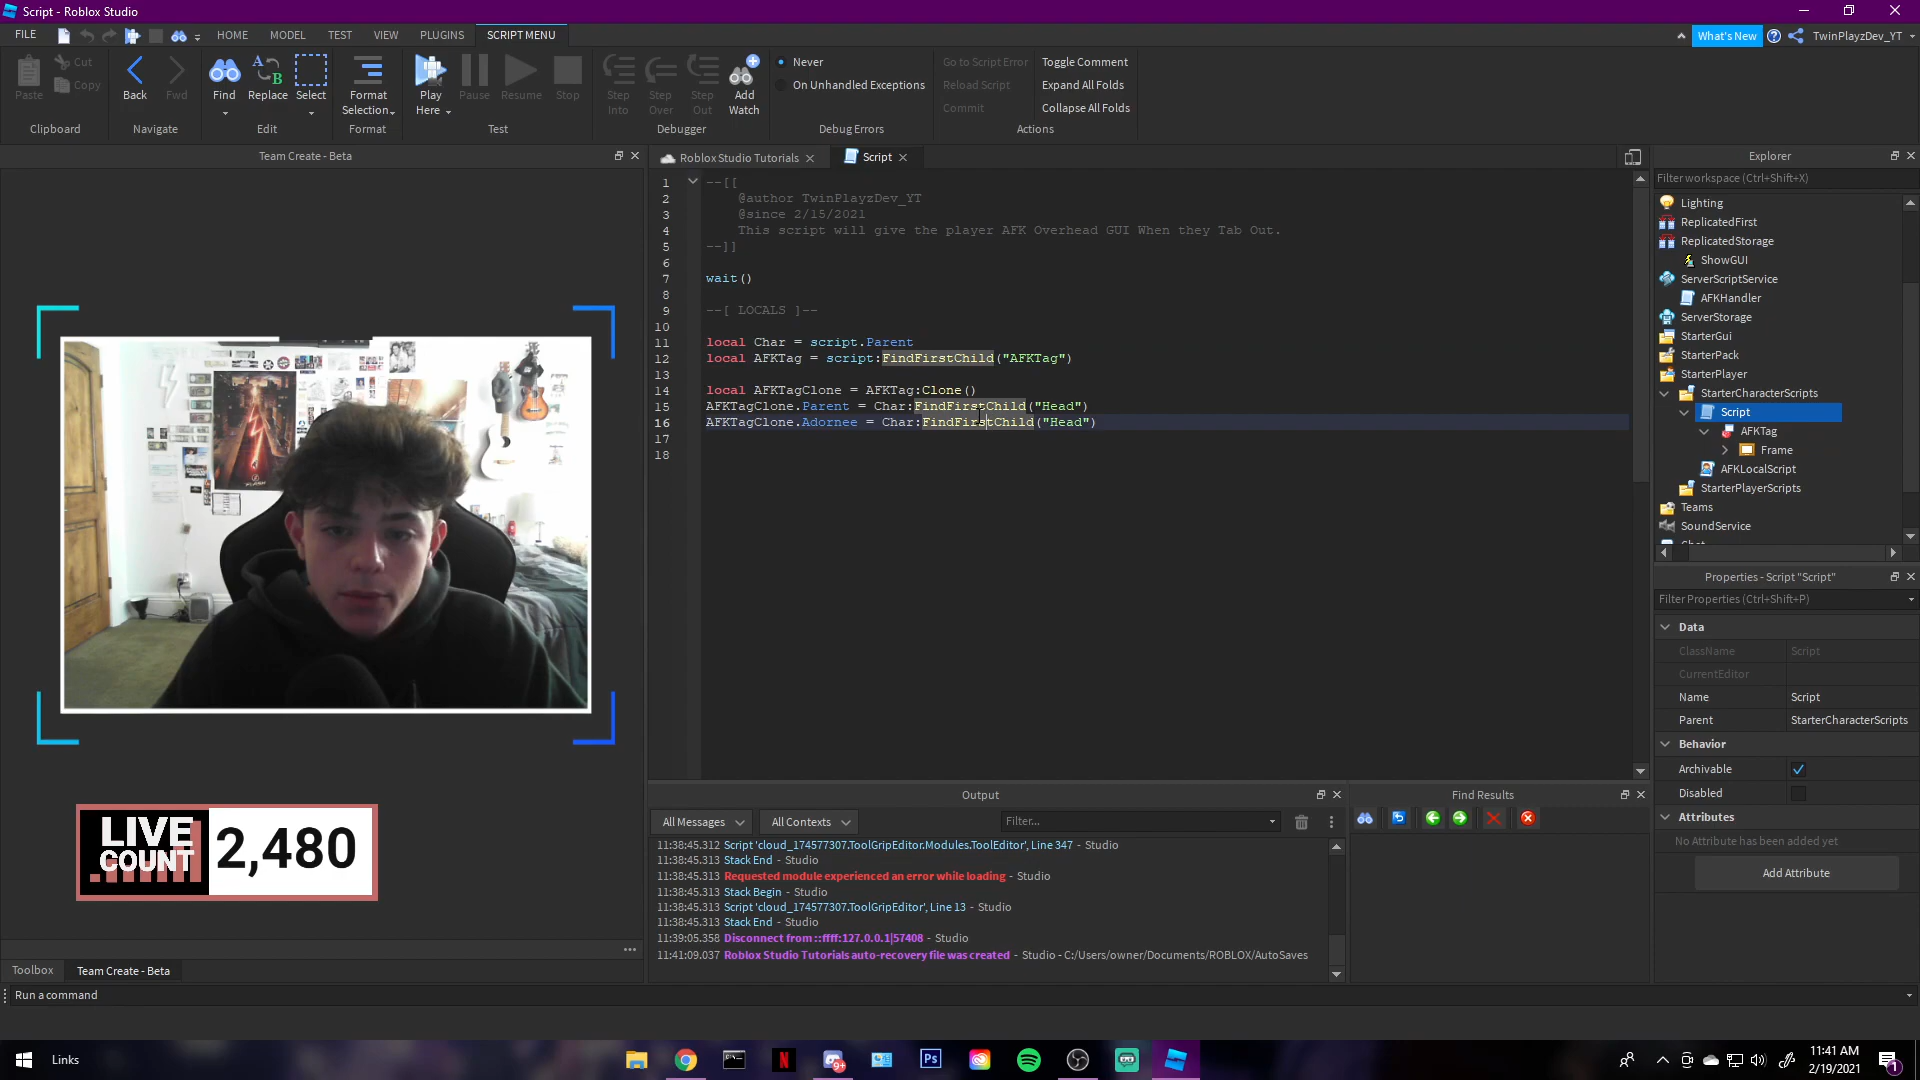 Script - Roblox Studio
FILE
HOME
MODEL
TEST
VIEW
PLUGINS
SCRIPT MENU
What's New
TwinPlayzDev_YT
Paste
Cut
Copy
Clipboard
Back
Fwd
Navigate
Find
Replace
Select
Edit
Format
Selection
Format
Play
Here
Pause
Resume
Stop
Test
Step
Into
Step
Over
Step
Out
Add
Watch
Debugger
Never
On Unhandled Exceptions
Debug Errors
Go to Script Error
Reload Script
Commit
Toggle Comment
Expand All Folds
Collapse All Folds
Actions
Team Create - Beta
LIVE
COUNT
2,480
Toolbox
Team Create - Beta
Roblox Studio Tutorials
Script
1 --[[
2 @author TwinPlayzDev_YT
3 @since 2/15/2021
4 This script will give the player AFK Overhead GUI When they Tab Out.
5 --]]
6
7 wait()
8
9 --[ LOCALS ]--
10
11 local Char = script.Parent
12 local AFKTag = script:FindFirstChild("AFKTag")
13
14 local AFKTagClone = AFKTag:Clone()
15 AFKTagClone.Parent = Char:FindFirstChild("Head")
16 AFKTagClone.Adornee = Char:FindFirstChild("Head")
17
18
Output
All Messages
All Contexts
Filter...
11:38:45.312 Script 'cloud_174577307.ToolGripEditor.Modules.ToolEditor', Line 347 - Studio
11:38:45.313 Stack End - Studio
11:38:45.313 Requested module experienced an error while loading - Studio
11:38:45.313 Stack Begin - Studio
11:38:45.313 Script 'cloud_174577307.ToolGripEditor', Line 13 - Studio
11:38:45.313 Stack End - Studio
11:39:05.358 Disconnect from ::ffff:127.0.0.1|57408 - Studio
11:41:09.037 Roblox Studio Tutorials auto-recovery file was created - Studio - C:/Users/owner/Documents/ROBLOX/AutoSaves
Find Results
Explorer
Filter workspace (Ctrl+Shift+X)
Lighting
ReplicatedFirst
ReplicatedStorage
ShowGUI
ServerScriptService
AFKHandler
ServerStorage
StarterGui
StarterPack
StarterPlayer
StarterCharacterScripts
Script
AFKTag
Frame
AFKLocalScript
StarterPlayerScripts
Teams
SoundService
Properties - Script "Script"
Filter Properties (Ctrl+Shift+P)
Data
ClassName Script
CurrentEditor
Name Script
Parent StarterCharacterScripts
Behavior
Archivable
Disabled
Attributes
No Attribute has been added yet
Add Attribute
Run a command
Links
9+
Ps
11:41 AM
2/19/2021
1